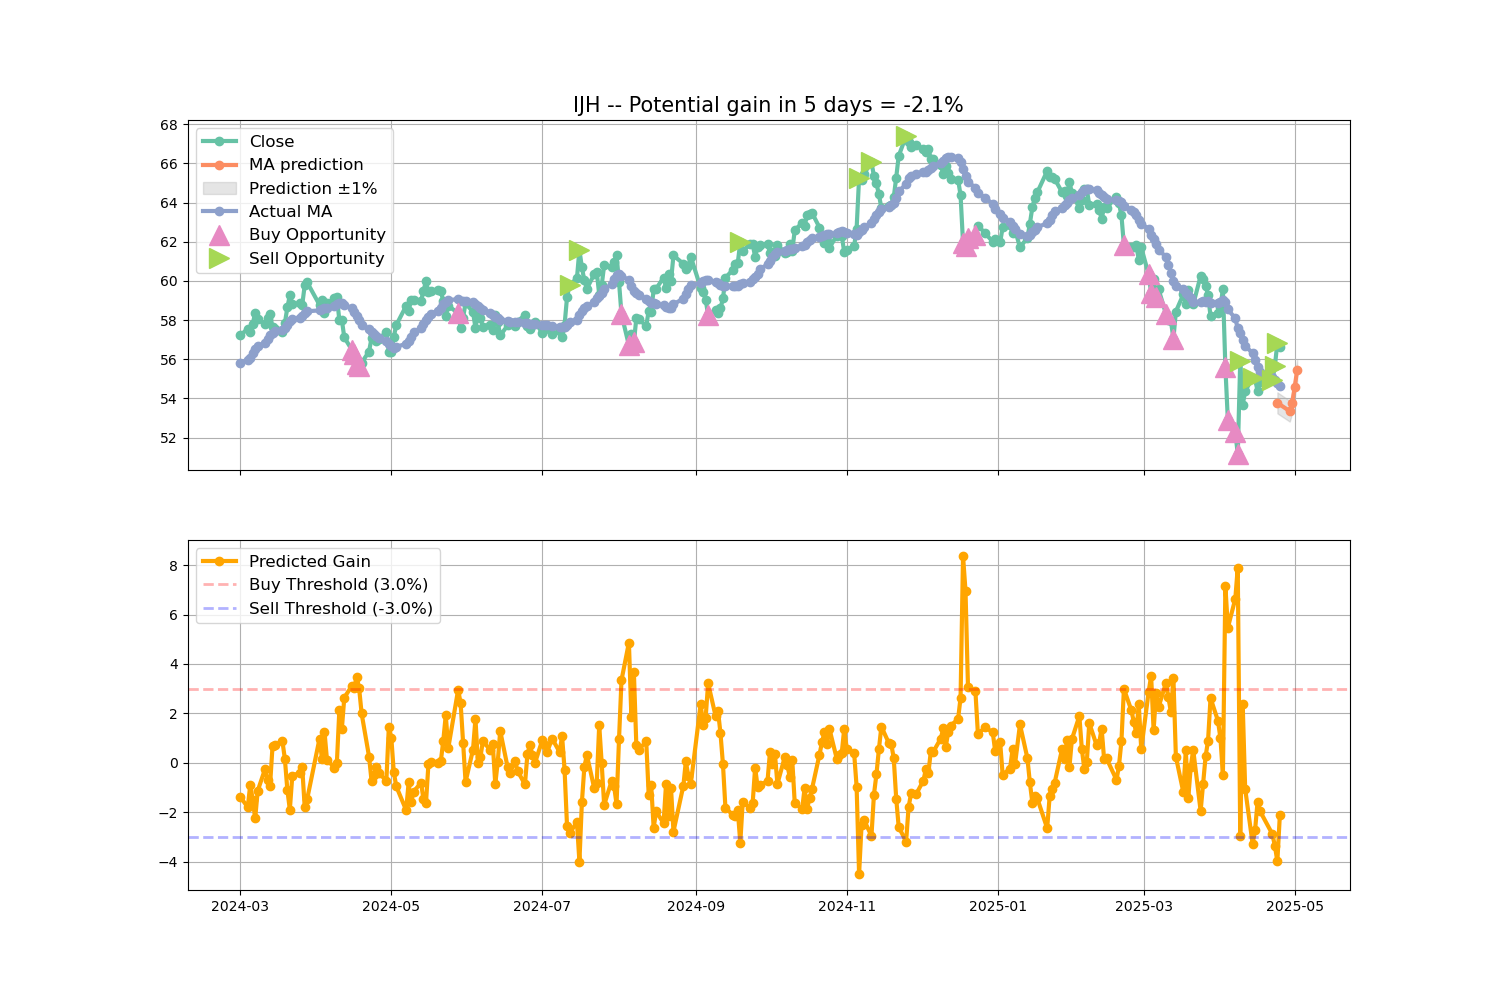 IJH -- Potential gain in 5 days = -2.1%
68
66
64
62
60
58
56
54
52
Close
MA prediction
Prediction ±1%
Actual MA
Buy Opportunity
Sell Opportunity
8
6
4
2
0
−2
−4
Predicted Gain
Buy Threshold (3.0%)
Sell Threshold (-3.0%)
2024-03
2024-05
2024-07
2024-09
2024-11
2025-01
2025-03
2025-05